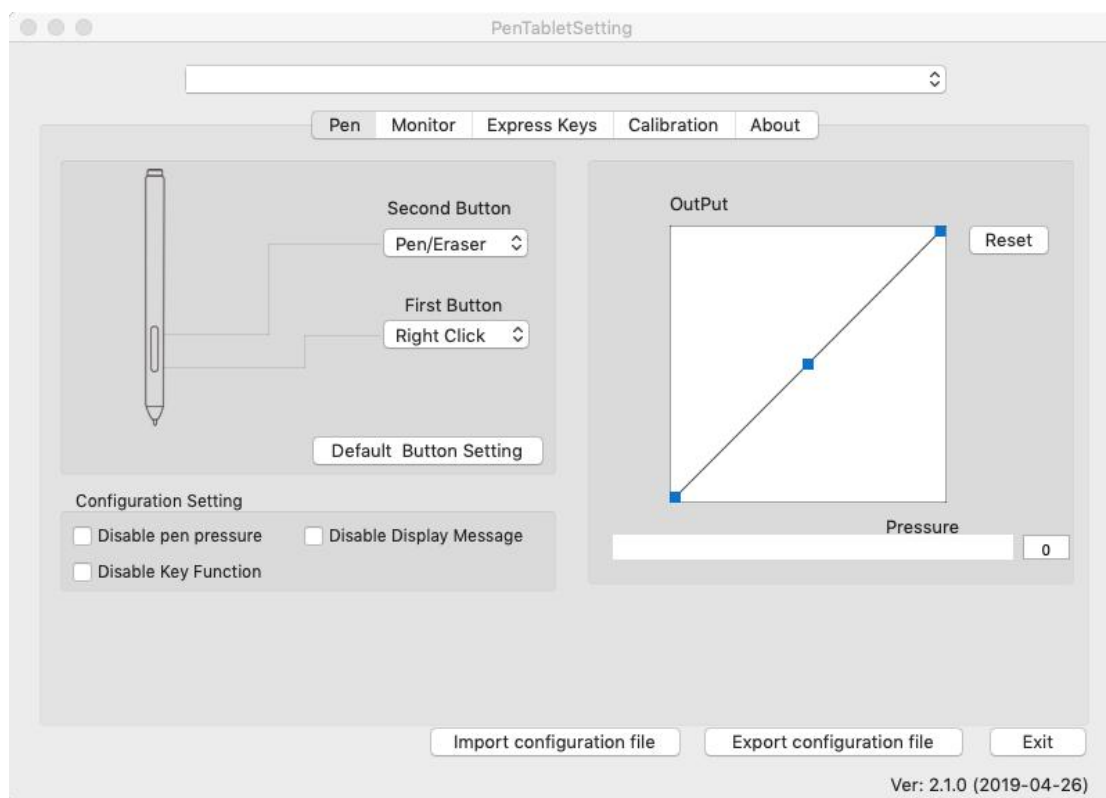 PenTabletSetting
Pen Monitor Express Keys Calibration About
Second Button
Pen/Eraser
First Button
Right Click
Default Button Setting
Configuration Setting
Disable pen pressure Disable Display Message
Disable Key Function
OutPut
Reset
Pressure
0
Import configuration file Export configuration file Exit
Ver: 2.1.0 (2019-04-26)